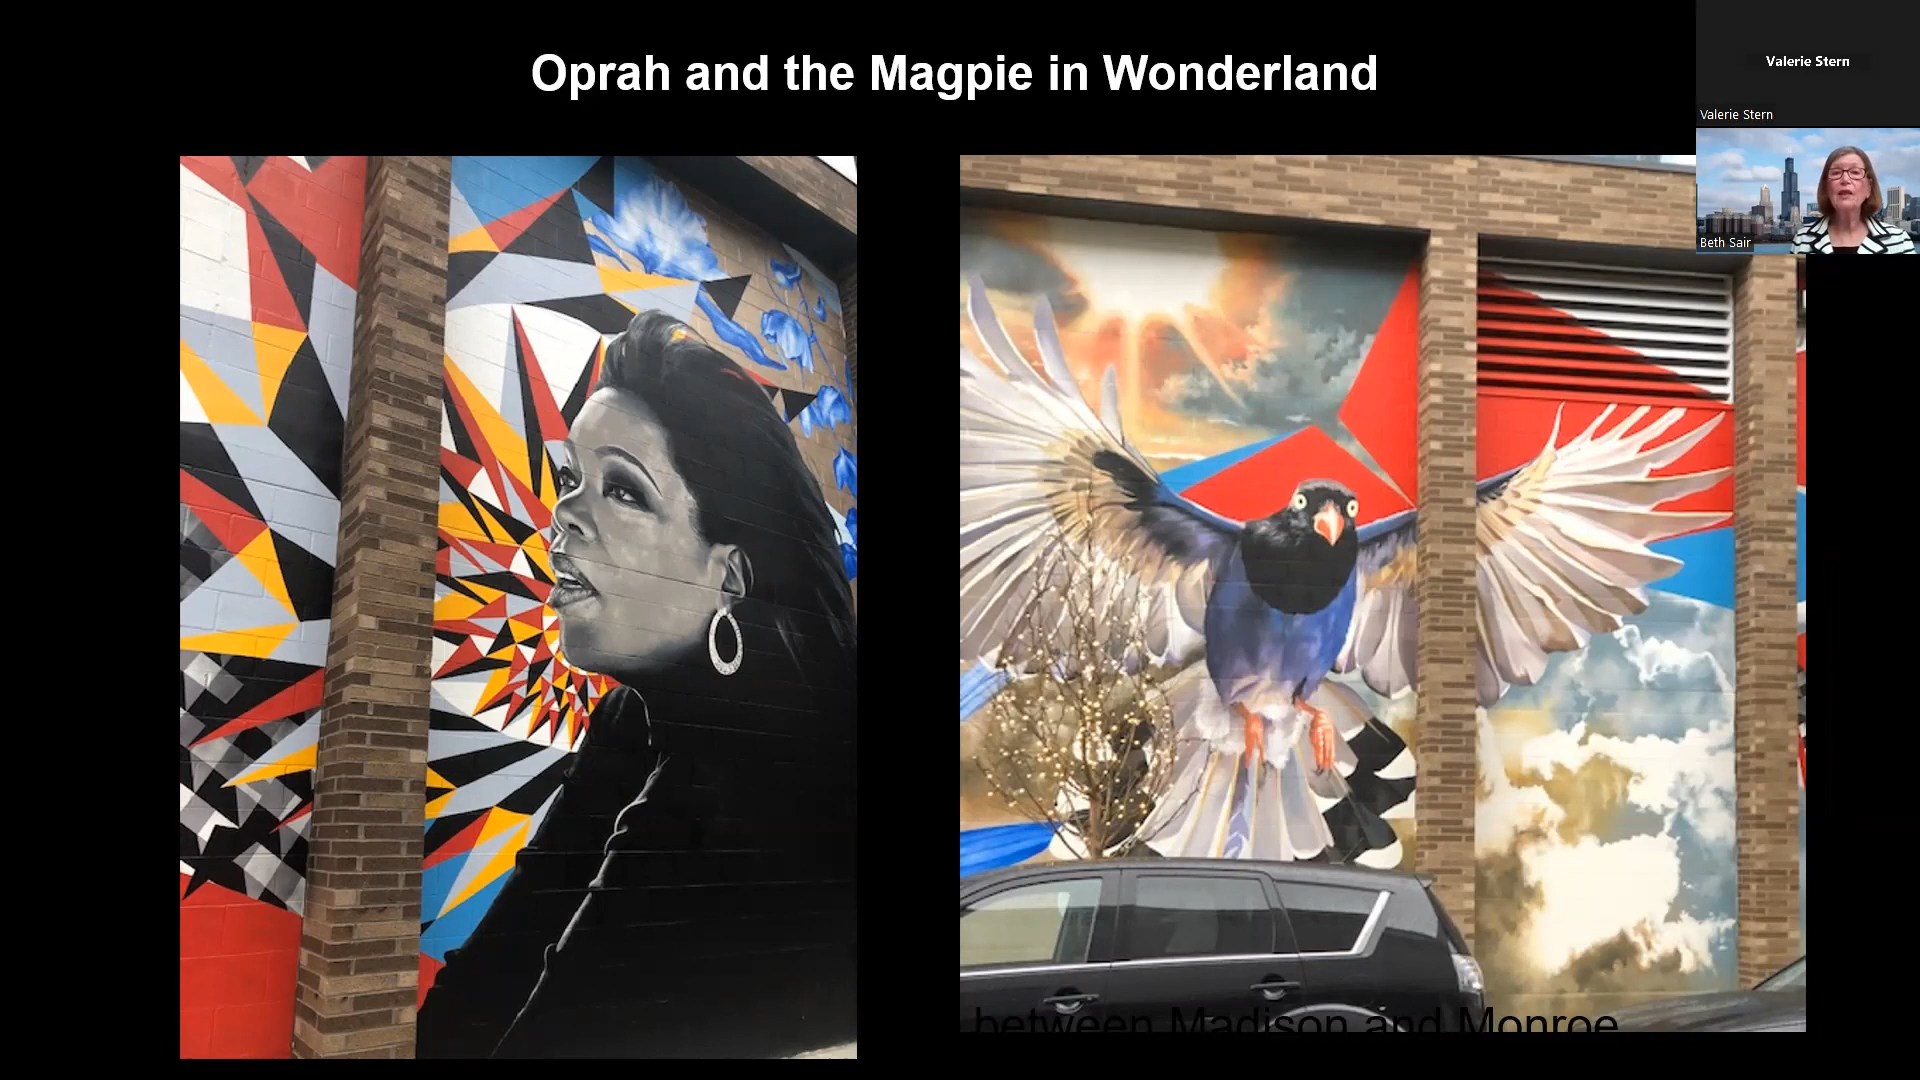 Oprah and the Magpie in Wonderland
Valerie Stern
Valerie Stern
Beth Sair
between Madison and Monroe